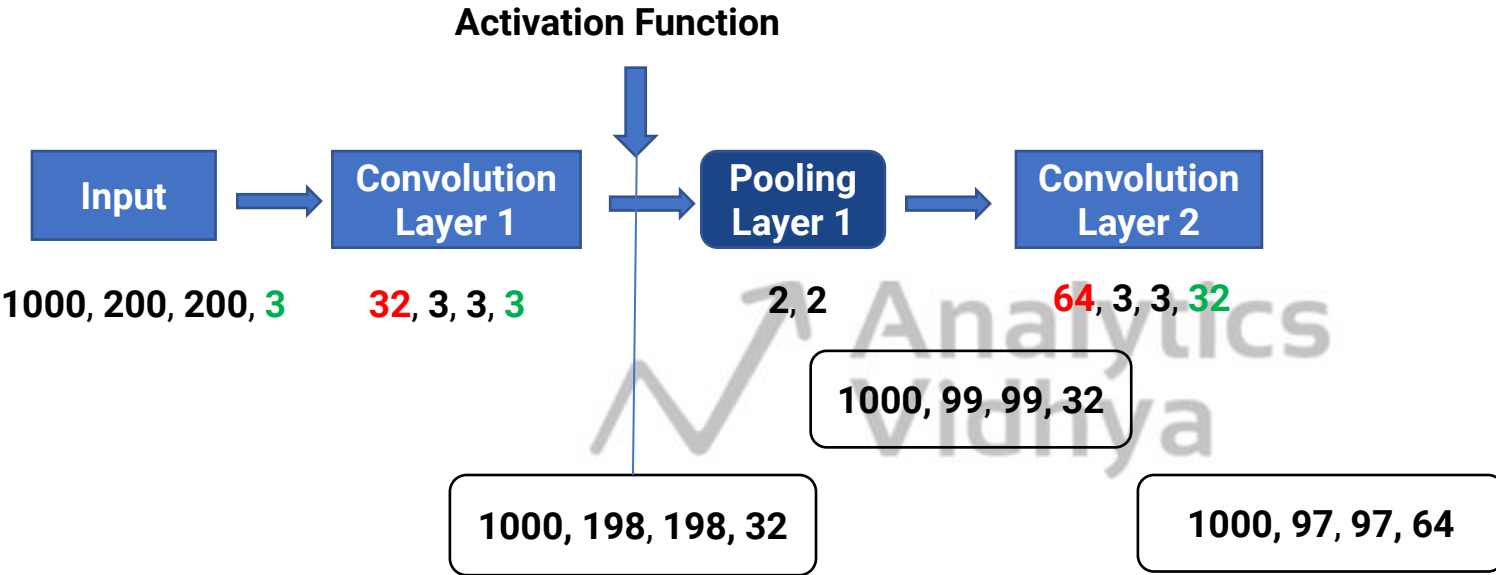 Activation Function
Input
Convolution
Layer 1
Pooling
Layer 1
Convolution
Layer 2
1000, 200, 200, 3
32, 3, 3, 3
2, 2
64, 3, 3, 32
Analytics
Vidhya
1000, 99, 99, 32
1000, 198, 198, 32
1000, 97, 97, 64